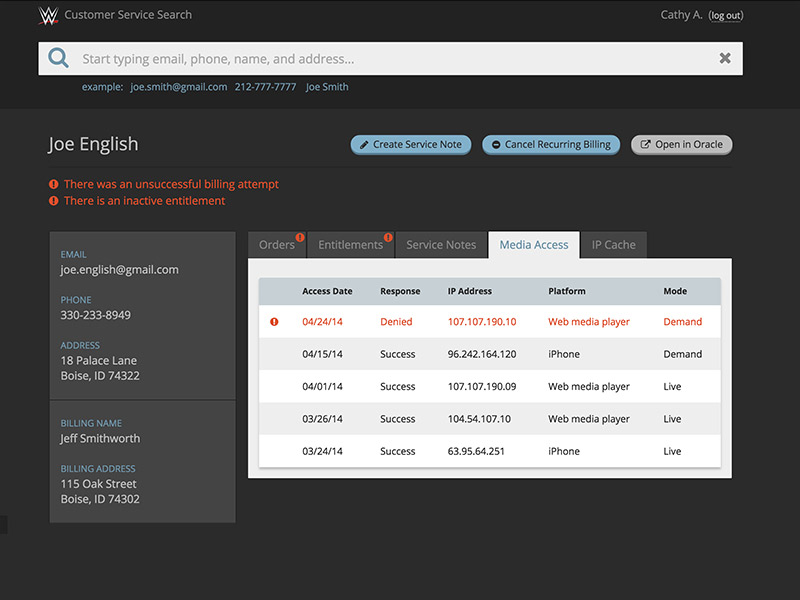 W Customer Service Search
Cathy A. (log out)
Start typing email, phone, name, and address...
example: joe.smith@gmail.com 212-777-7777 Joe Smith
Joe English
Create Service Note
Cancel Recurring Billing
Open in Oracle
There was an unsuccessful billing attempt
There is an inactive entitlement
EMAIL
joe.english@gmail.com
PHONE
330-233-8949
ADDRESS
18 Palace Lane
Boise, ID 74322
BILLING NAME
Jeff Smithworth
BILLING ADDRESS
115 Oak Street
Boise, ID 74302
Orders Entitlements Service Notes Media Access IP Cache
Access Date Response IP Address Platform Mode
04/24/14 Denied 107.107.190.10 Web media player Demand
04/15/14 Success 96.242.164.120 iPhone Demand
04/01/14 Success 107.107.190.09 Web media player Live
03/26/14 Success 104.54.107.10 Web media player Live
03/24/14 Success 63.95.64.251 iPhone Live